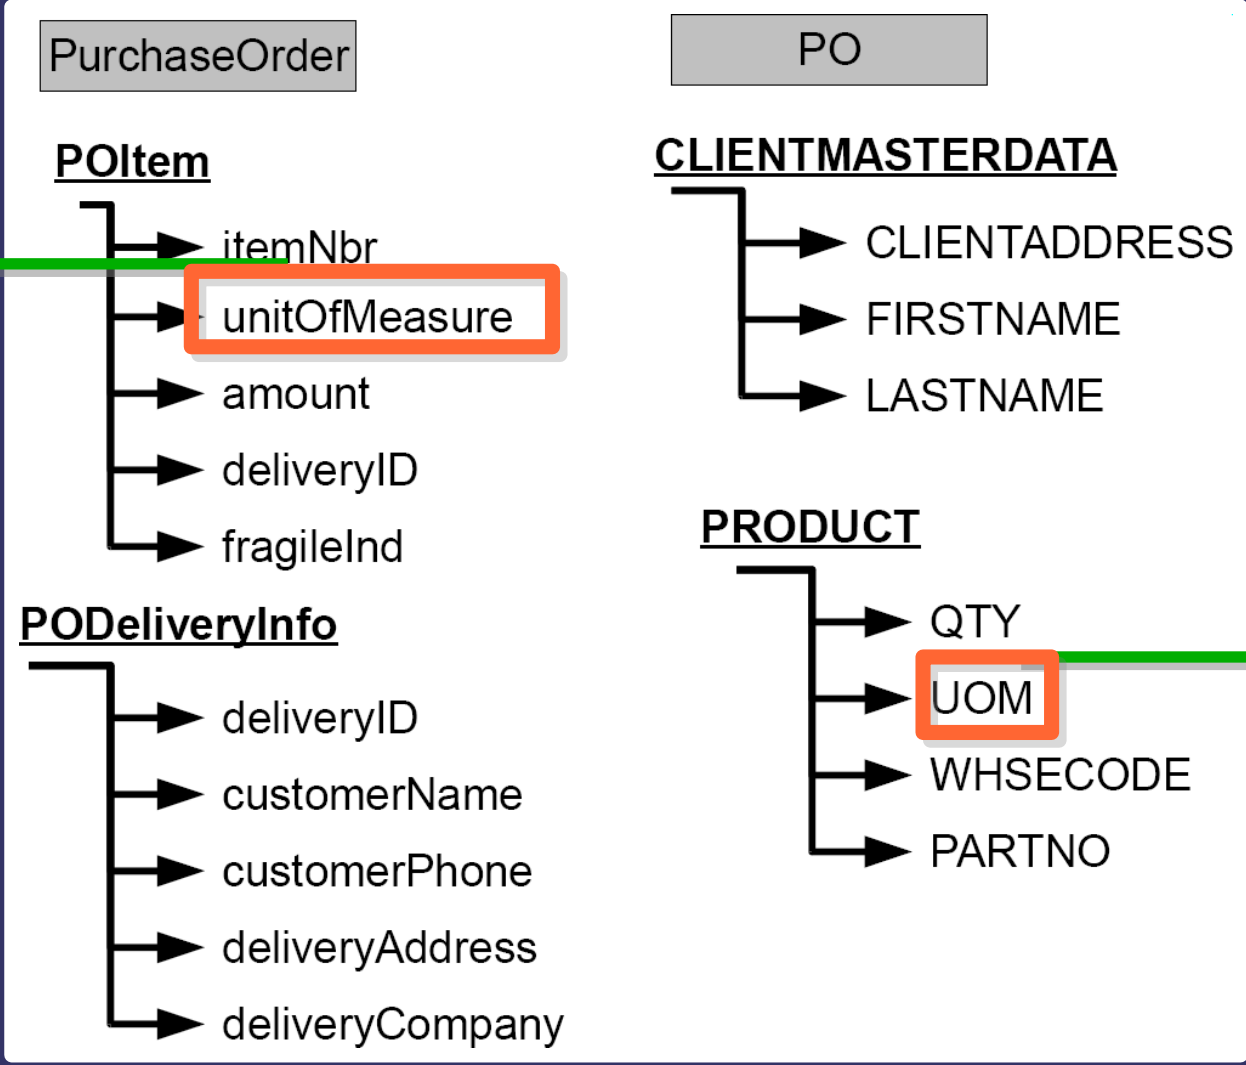 PurchaseOrder
POItem
itemNbr
unitOfMeasure
amount
deliveryID
fragileInd
PODeliveryInfo
deliveryID
customerName
customerPhone
deliveryAddress
deliveryCompany
PO
CLIENTMASTERDATA
CLIENTADDRESS
FIRSTNAME
LASTNAME
PRODUCT
QTY
UOM
WHSECODE
PARTNO